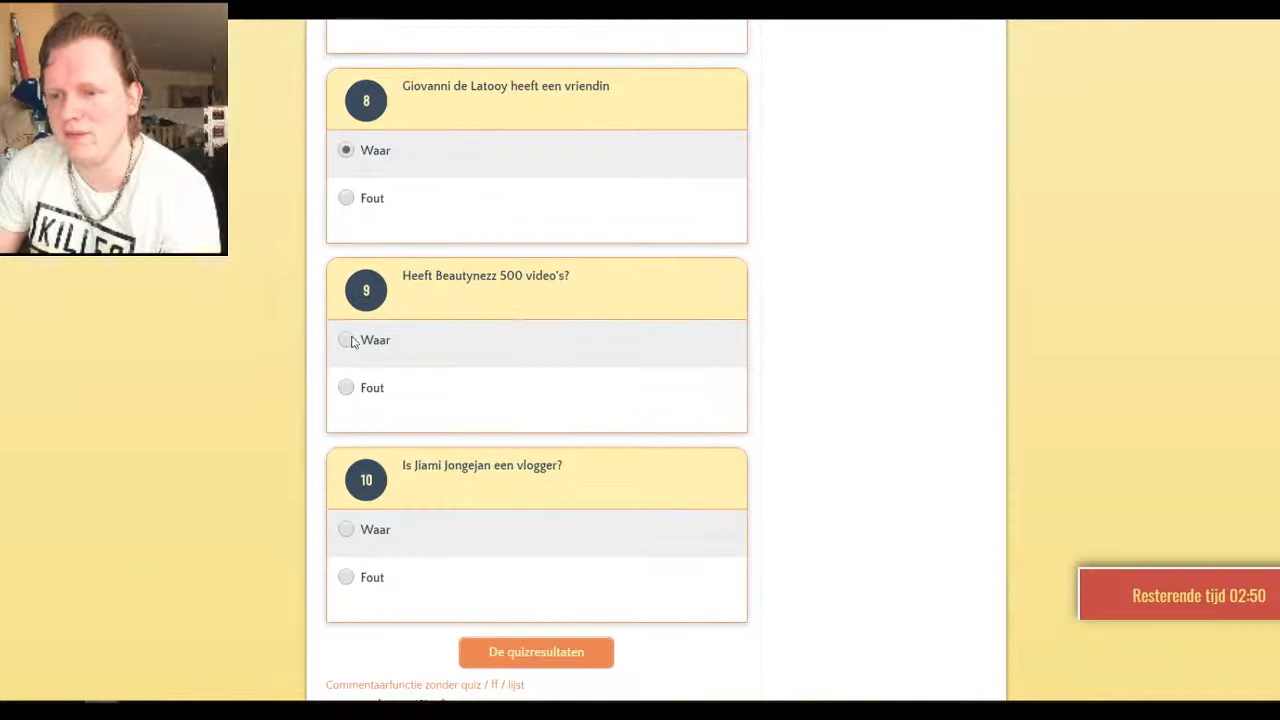 KILLER
8
Giovanni de Latooy heeft een vriendin
Waar
Fout
9
Heeft Beautynezz 500 video's?
Waar
Fout
10
Is Jiami Jongejan een vlogger?
Waar
Fout
Resterende tijd 02:50
De quizresultaten
Commentaarfunctie zonder quiz / ff / lijst